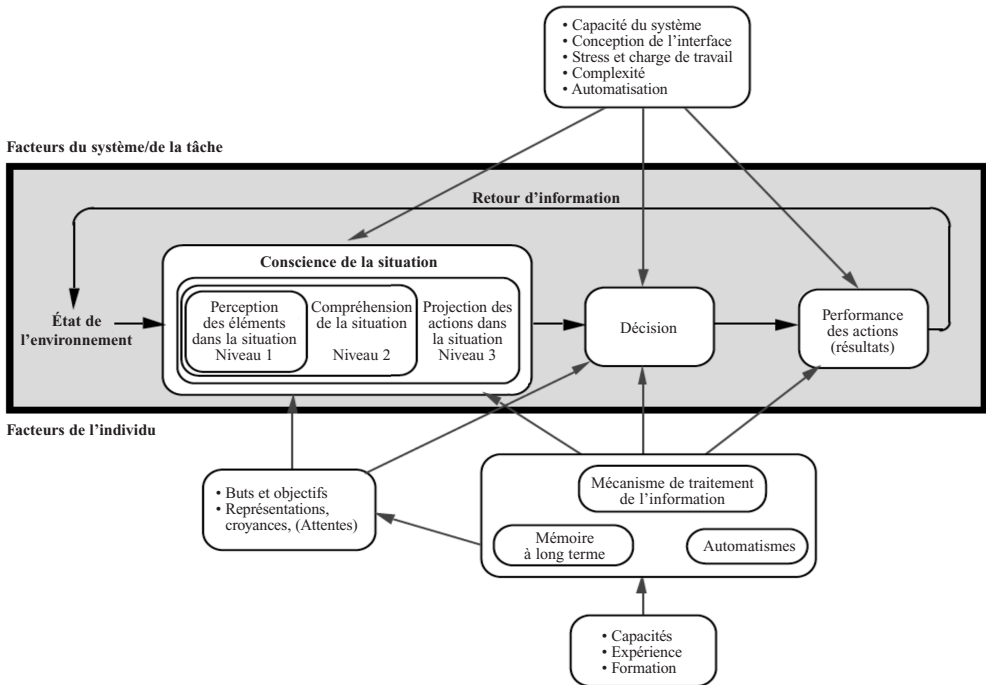 • Capacité du système
• Conception de l'interface
• Stress et charge de travail
• Complexité
• Automatisation
Facteurs du système/de la tâche
Retour d'information
Conscience de la situation
Perception
des éléments
dans la situation
Niveau 1
Compréhension
de la situation
Niveau 2
Projection des
actions dans
la situation
Niveau 3
État de
l'environnement
Décision
Performance
des actions
(résultats)
Facteurs de l'individu
• Buts et objectifs
• Représentations,
croyances, (Attentes)
Mécanisme de traitement
de l'information
Mémoire
à long terme
Automatismes
• Capacités
• Expérience
• Formation